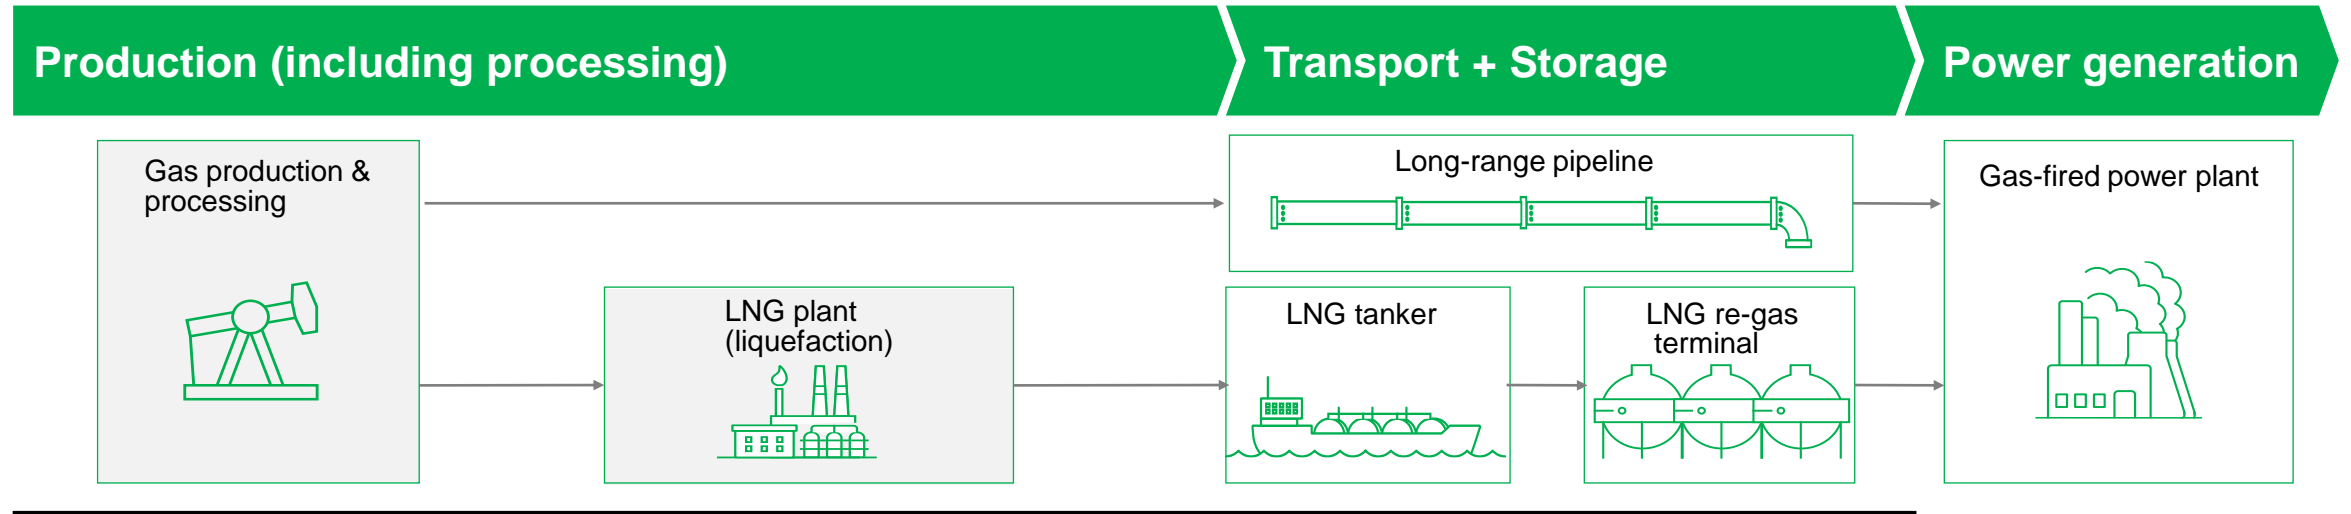 Production (including processing)
Transport + Storage
Power generation
Gas production &
processing
Long-range pipeline
Gas-fired power plant
LNG plant
(liquefaction)
LNG tanker
LNG re-gas
terminal